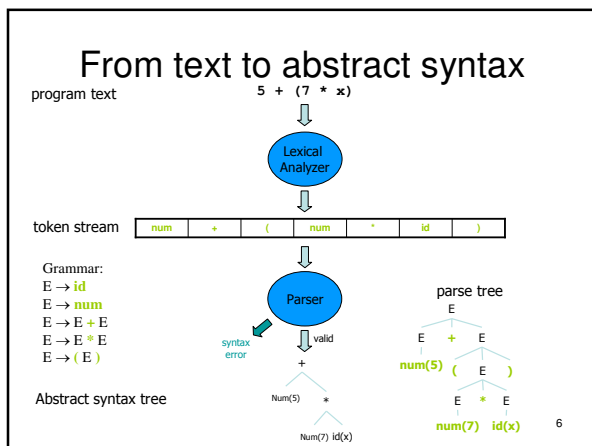 From text to abstract syntax
program text
5 + (7 * x)
Lexical
Analyzer
token stream
num + ( num * id )
Grammar:
E → id
E → num
E → E + E
E → E * E
E → ( E )
Parser
syntax
error
valid
Abstract syntax tree
+
Num(5) *
Num(7) id(x)
parse tree
E
E + E
num(5) ( E )
E * E
num(7) id(x)
6